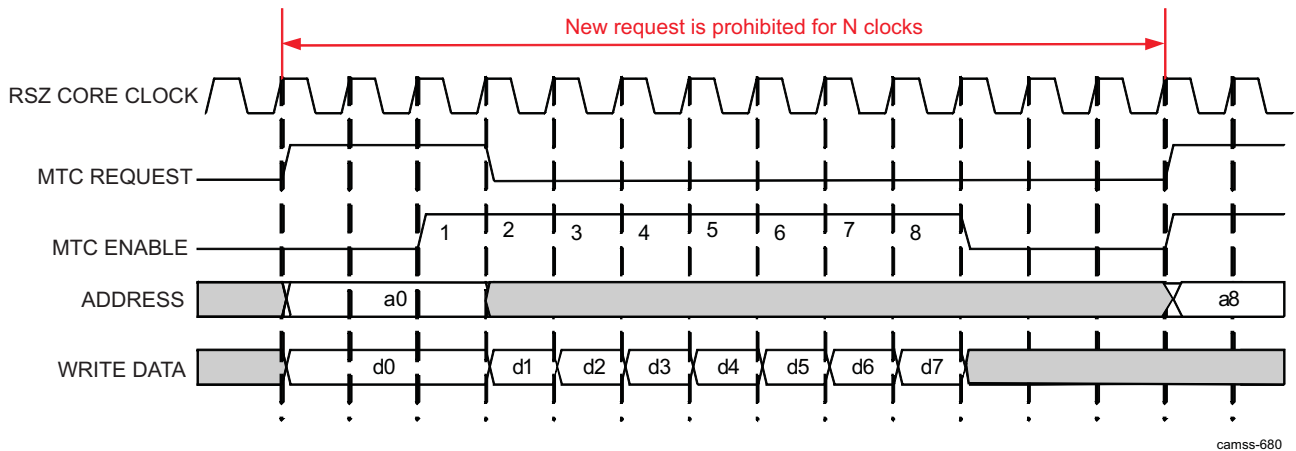 New request is prohibited for N clocks
RSZ CORE CLOCK
MTC REQUEST
MTC ENABLE 1 2 3 4 5 6 7 8
ADDRESS a0 a8
WRITE DATA d0 d1 d2 d3 d4 d5 d6 d7
camss-680